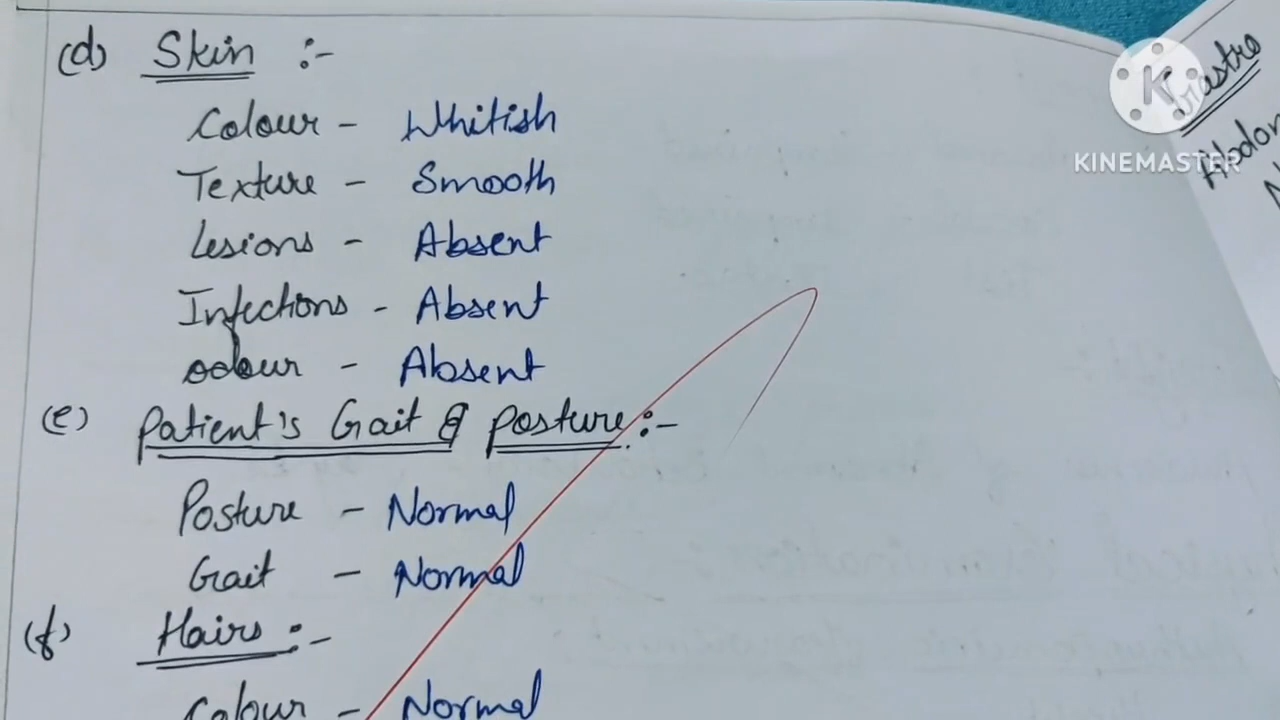 (d) Skin :-
Colour - Whitish
Texture - Smooth
Lesions - Absent
Infections - Absent
odour - Absent
(e) Patient's Gait & posture :-
Posture - Normal
Gait - Normal
(f) Hairs :-
Colour - Normal
K
KINEMASTER